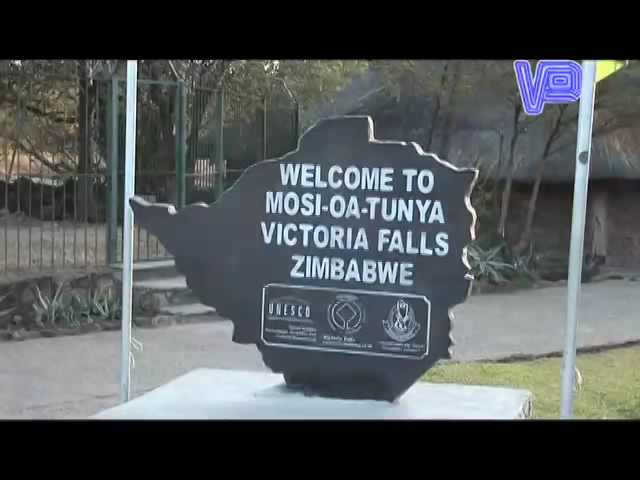 WELCOME TO
MOSI-OA-TUNYA
VICTORIA FALLS
ZIMBABWE
UNESCO